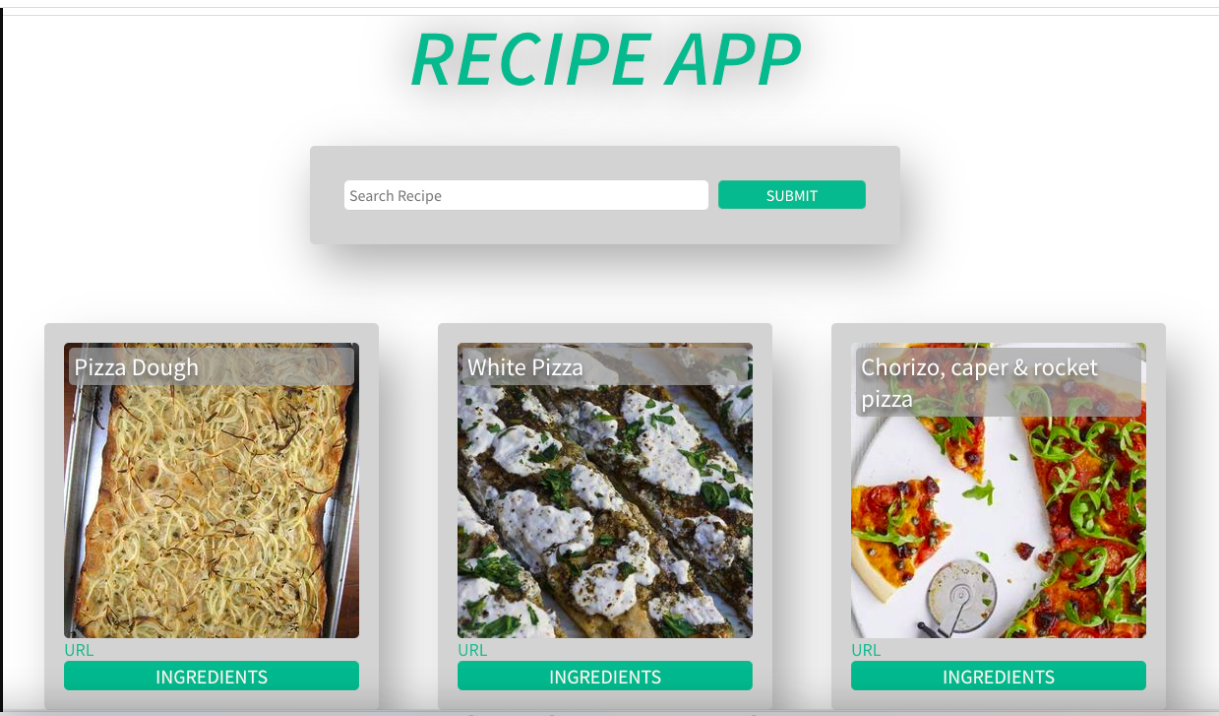 RECIPE APP
Search Recipe
SUBMIT
Pizza Dough
White Pizza
Chorizo, caper & rocket
pizza
URL
URL
URL
INGREDIENTS
INGREDIENTS
INGREDIENTS